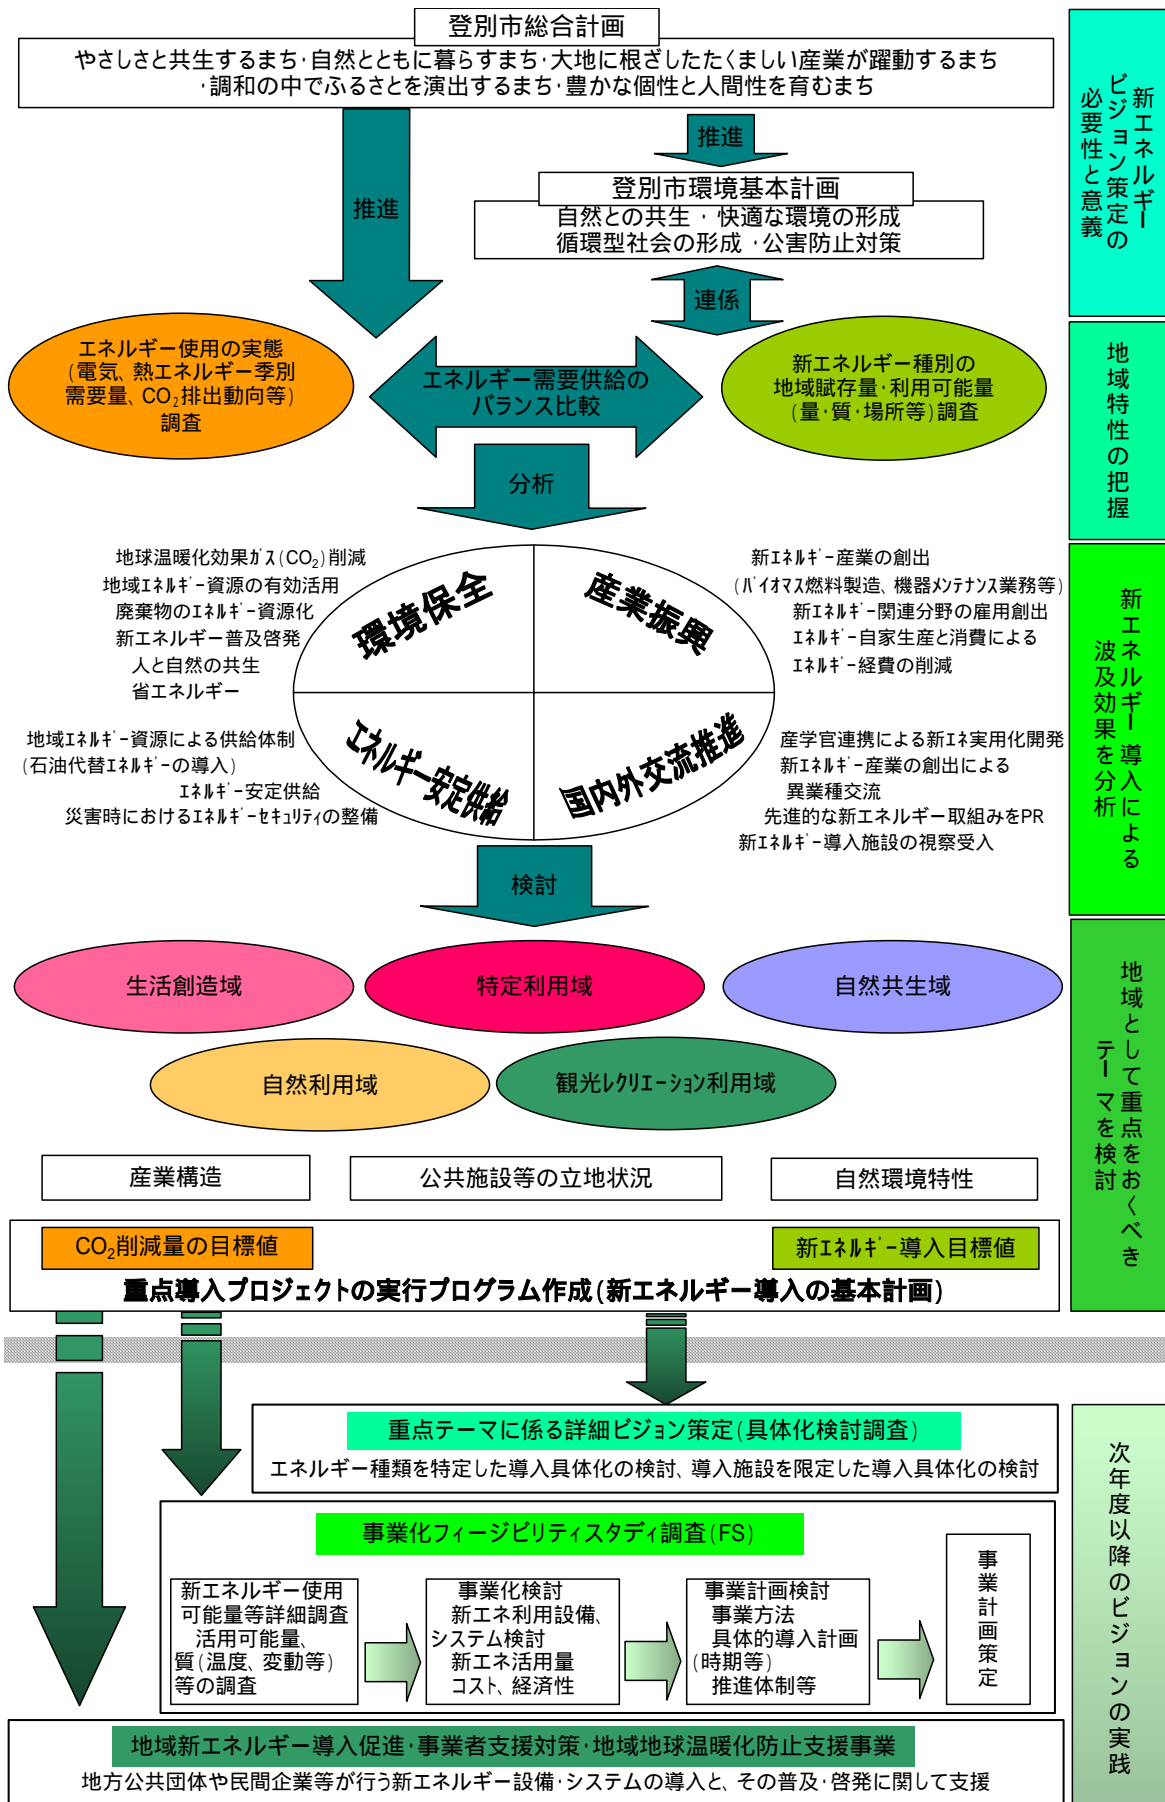 登別市総合計画
やさしさと共生するまち・自然とともに暮らすまち・大地に根ざしたたくましい産業が躍動するまち
・調和の中でふるさとを演出するまち・豊かな個性と人間性を育むまち
推進
推進
登別市環境基本計画
自然との共生 ・ 快適な環境の形成
循環型社会の形成 ・公害防止対策
連係
新エネルギー
ビジョン策定の
必要性と意義
エネルギー使用の実態
(電気、熱エネルギー季別
需要量、CO₂排出動向等)
調査
エネルギー需要供給の
バランス比較
新エネルギー種別の
地域賦存量・利用可能量
(量・質・場所等)調査
地域特性の把握
分析
地球温暖化効果ガス(CO₂)削減
地域エネルギー資源の有効活用
廃棄物のエネルギー資源化
新エネルギー普及啓発
人と自然の共生
省エネルギー
環境保全
産業振興
新エネルギー産業の創出
(バイオマス燃料製造、機器メンテナンス業務等)
新エネルギー関連分野の雇用創出
エネルギー自家生産と消費による
エネルギー経費の削減
地域エネルギー資源による供給体制
(石油代替エネルギーの導入)
エネルギー安定供給
災害時におけるエネルギーセキュリティの整備
エネルギー安定供給
国内外交流推進
産学官連携による新エネ実用化開発
新エネルギー産業の創出による
異業種交流
先進的な新エネルギー取組みをPR
新エネルギー導入施設の視察受入
新エネルギー導入による
波及効果を分析
検討
生活創造域
特定利用域
自然共生域
自然利用域
観光レクリエーション利用域
産業構造
公共施設等の立地状況
自然環境特性
CO₂削減量の目標値
新エネルギー導入目標値
重点導入プロジェクトの実行プログラム作成(新エネルギー導入の基本計画)
地域として重点をおくべき
テーマを検討
重点テーマに係る詳細ビジョン策定(具体化検討調査)
エネルギー種類を特定した導入具体化の検討、導入施設を限定した導入具体化の検討
事業化フィージビリティスタディ調査(FS)
新エネルギー使用
可能量等詳細調査
活用可能量、
質(温度、変動等)
等の調査
事業化検討
新エネ利用設備、
システム検討
新エネ活用量
コスト、経済性
事業計画検討
事業方法
具体的導入計画
(時期等)
推進体制等
事業計画策定
地域新エネルギー導入促進・事業者支援対策・地域地球温暖化防止支援事業
地方公共団体や民間企業等が行う新エネルギー設備・システムの導入と、その普及・啓発に関して支援
次年度以降のビジョンの実践